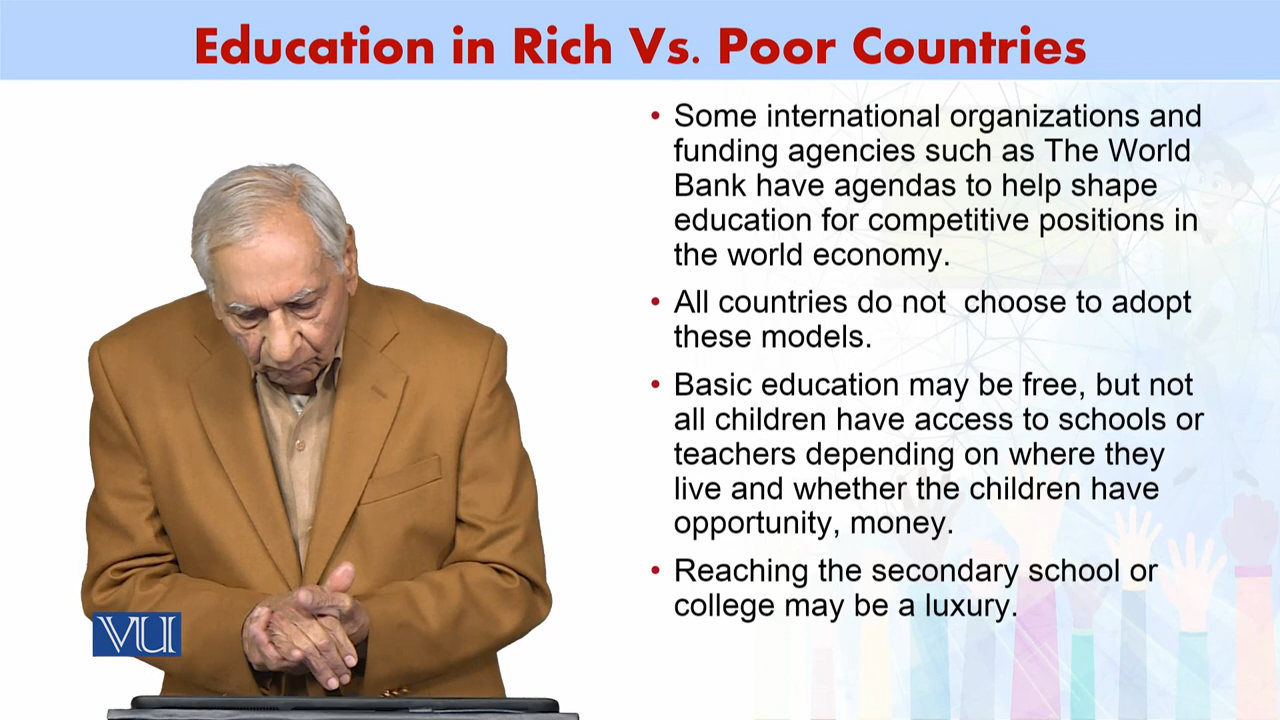 Education in Rich Vs. Poor Countries
• Some international organizations and
funding agencies such as The World
Bank have agendas to help shape
education for competitive positions in
the world economy.
• All countries do not  choose to adopt
these models.
• Basic education may be free, but not
all children have access to schools or
teachers depending on where they
live and whether the children have
opportunity, money.
• Reaching the secondary school or
college may be a luxury.
VU